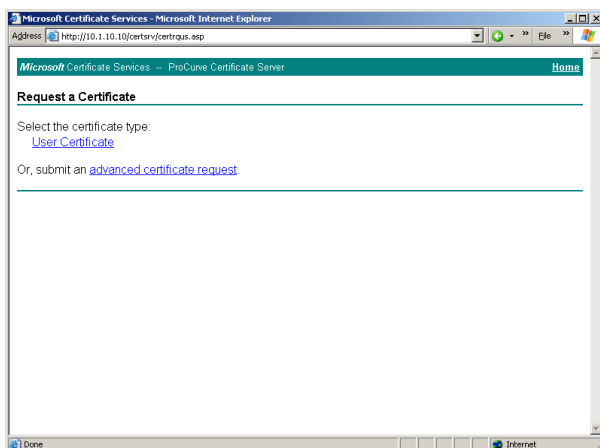 Microsoft Certificate Services - Microsoft Internet Explorer
Address http://10.1.10.10/certsrv/certrqus.asp » File »
Microsoft Certificate Services -- ProCurve Certificate Server Home
Request a Certificate
Select the certificate type:
User Certificate
Or, submit an advanced certificate request.
Done Internet